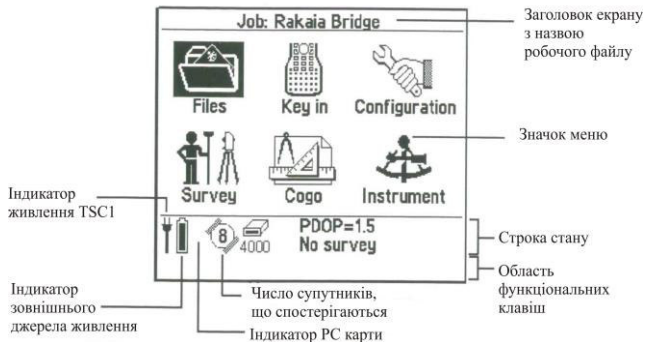 Job: Rakaia Bridge
Заголовок екрану
з назвою
робочого файлу
Files
Key in
Configuration
Значок меню
Survey
Cogo
Instrument
Індикатор
живлення TSC1
8
4000
PDOP=1.5
No survey
Строка стану
Область
функціональних
клавіш
Індикатор
зовнішнього
джерела живлення
Число супутників,
що спостерігаються
Індикатор PC карти